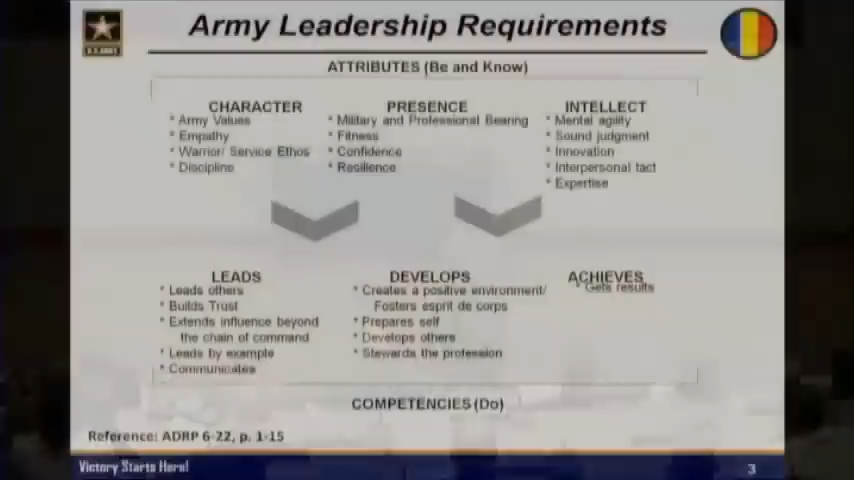 Army Leadership Requirements
U.S. ARMY
ATTRIBUTES (Be and Know)
CHARACTER
* Army Values
* Empathy
* Warrior/ Service Ethos
* Discipline
PRESENCE
* Military and Professional Bearing
* Fitness
* Confidence
* Resilience
INTELLECT
* Mental agility
* Sound judgment
* Innovation
* Interpersonal tact
* Expertise
LEADS
* Leads others
* Builds Trust
* Extends influence beyond
the chain of command
* Leads by example
* Communicates
DEVELOPS
* Creates a positive environment/
Fosters esprit de corps
* Prepares self
* Develops others
* Stewards the profession
ACHIEVES
* Gets results
COMPETENCIES (Do)
Reference: ADRP 6-22, p. 1-15
Victory Starts Here!
3